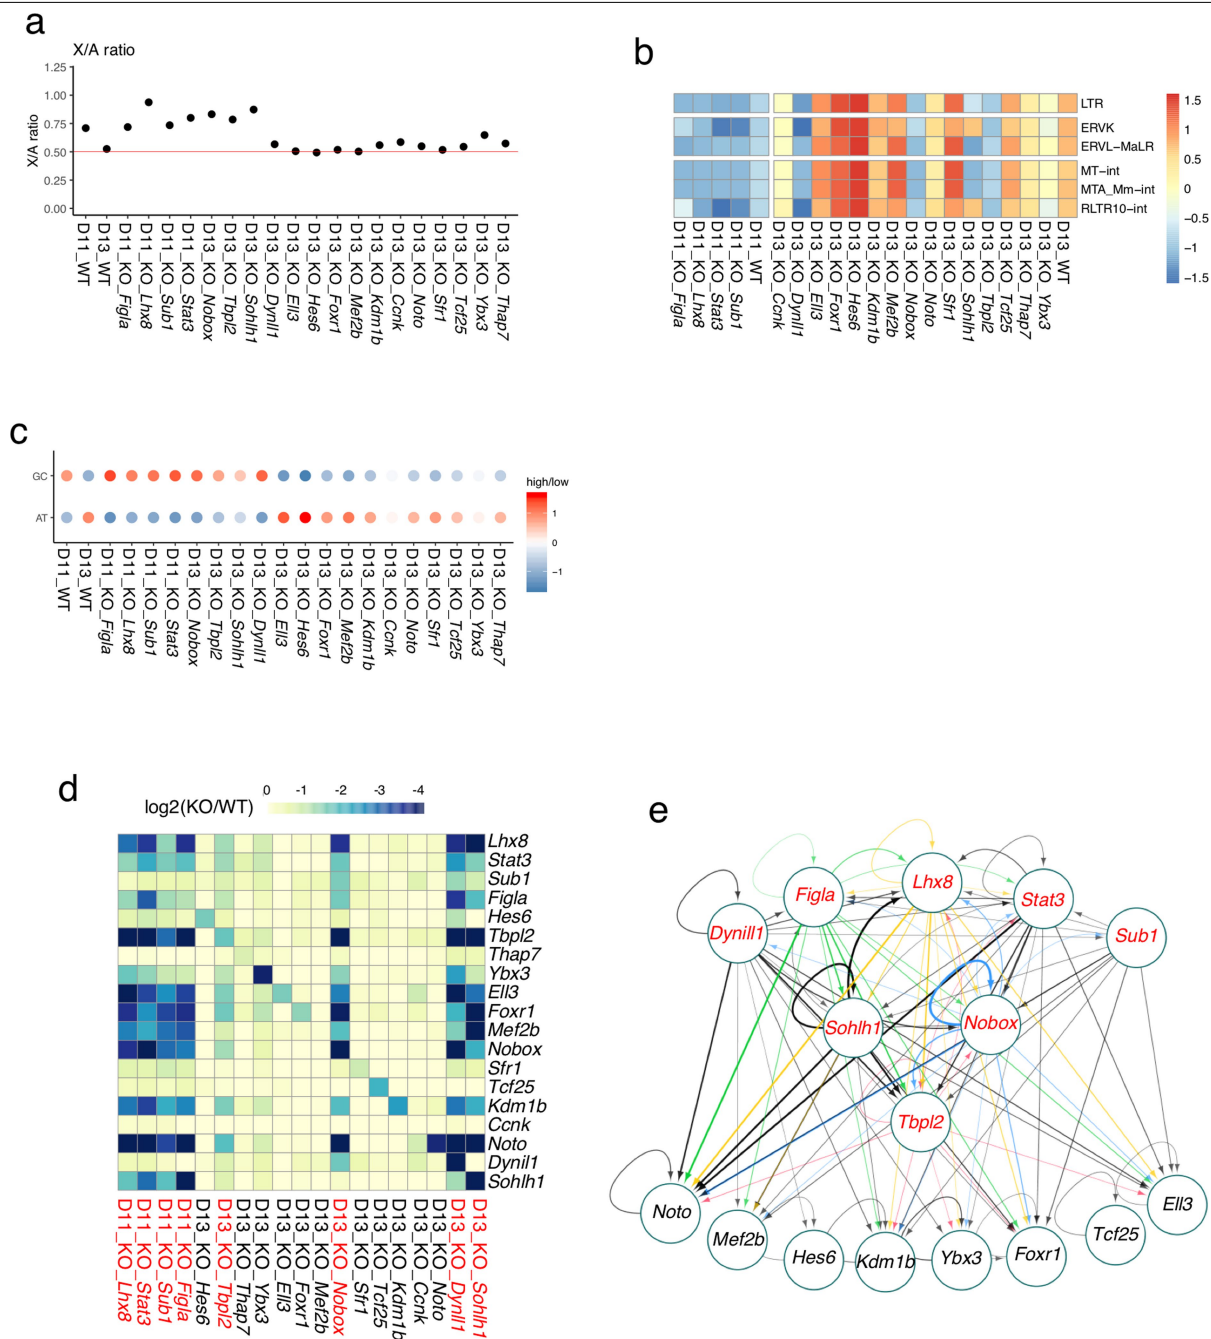 a
X/A ratio
1.25
1.00
0.75
0.50
0.25
0.00
X/A ratio
D11_WT
D13_WT
D11_KO_Figla
D11_KO_Lhx8
D11_KO_Sub1
D11_KO_Stat3
D13_KO_Nobox
D13_KO_Tbpl2
D13_KO_Sohlh1
D13_KO_Dynll1
D13_KO_Ell3
D13_KO_Hes6
D13_KO_Foxr1
D13_KO_Mef2b
D13_KO_Kdm1b
D13_KO_Ccnk
D13_KO_Noto
D13_KO_Sfr1
D13_KO_Tcf25
D13_KO_Ybx3
D13_KO_Thap7
b
LTR
ERVK
ERVL-MaLR
MT-int
MTA_Mm-int
RLTR10-int
1.5
1
0.5
0
-0.5
-1
-1.5
D11_KO_Figla
D11_KO_Lhx8
D11_KO_Stat3
D11_KO_Sub1
D11_WT
D13_KO_Ccnk
D13_KO_Dynll1
D13_KO_Ell3
D13_KO_Foxr1
D13_KO_Hes6
D13_KO_Kdm1b
D13_KO_Mef2b
D13_KO_Nobox
D13_KO_Noto
D13_KO_Sfr1
D13_KO_Sohlh1
D13_KO_Tbpl2
D13_KO_Tcf25
D13_KO_Thap7
D13_KO_Ybx3
D13_WT
c
GC
AT
high/low
1
0
-1
D11_WT
D13_WT
D11_KO_Figla
D11_KO_Lhx8
D11_KO_Sub1
D11_KO_Stat3
D13_KO_Nobox
D13_KO_Tbpl2
D13_KO_Sohlh1
D13_KO_Dynll1
D13_KO_Ell3
D13_KO_Hes6
D13_KO_Foxr1
D13_KO_Mef2b
D13_KO_Kdm1b
D13_KO_Ccnk
D13_KO_Noto
D13_KO_Sfr1
D13_KO_Tcf25
D13_KO_Ybx3
D13_KO_Thap7
d
0 -1 -2 -3 -4
log2(KO/WT)
Lhx8
Stat3
Sub1
Figla
Hes6
Tbpl2
Thap7
Ybx3
Ell3
Foxr1
Mef2b
Nobox
Sfr1
Tcf25
Kdm1b
Ccnk
Noto
Dynil1
Sohlh1
D11_KO_Lhx8
D11_KO_Stat3
D11_KO_Sub1
D11_KO_Figla
D13_KO_Hes6
D13_KO_Tbpl2
D13_KO_Thap7
D13_KO_Ybx3
D13_KO_Ell3
D13_KO_Foxr1
D13_KO_Mef2b
D13_KO_Nobox
D13_KO_Sfr1
D13_KO_Tcf25
D13_KO_Kdm1b
D13_KO_Ccnk
D13_KO_Noto
D13_KO_Dynll1
D13_KO_Sohlh1
e
Figla
Lhx8
Stat3
Dynill1
Sub1
Sohlh1
Nobox
Tbpl2
Noto
Mef2b
Hes6
Kdm1b
Ybx3
Foxr1
Tcf25
Ell3